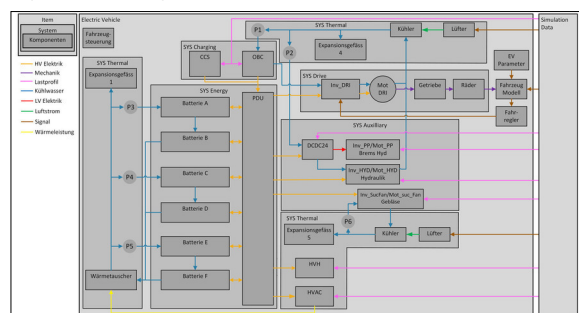 Item
System
Komponenten
HV Elektrik
Mechanik
Lastprofil
Kühlwasser
LV Elektrik
Luftstrom
Signal
Wärmeleistung
Electric Vehicle
Fahrzeug-
steuerung
SYS Thermal
Expansionsgefäss
1
P3
P4
P5
Wärmetauscher
SYS Charging
CCS
OBC
SYS Energy
Batterie A
Batterie B
Batterie C
Batterie D
Batterie E
Batterie F
PDU
P1
P2
SYS Thermal
Expansionsgefäss
4
Kühler
Lüfter
SYS Drive
Inv_DRI
Mot
DRI
Getriebe
Räder
EV
Parameter
Fahrzeug
Modell
Fahr-
regler
SYS Auxilliary
DCDC24
Inv_PP/Mot_PP
Brems Hyd
Inv_HYD/Mot_HYD
Hydraulik
Inv_SucFan/Mot_suc_Fan
Gebläse
P6
SYS Thermal
Expansionsgefäss
5
Kühler
Lüfter
HVH
HVAC
Simulation
Data